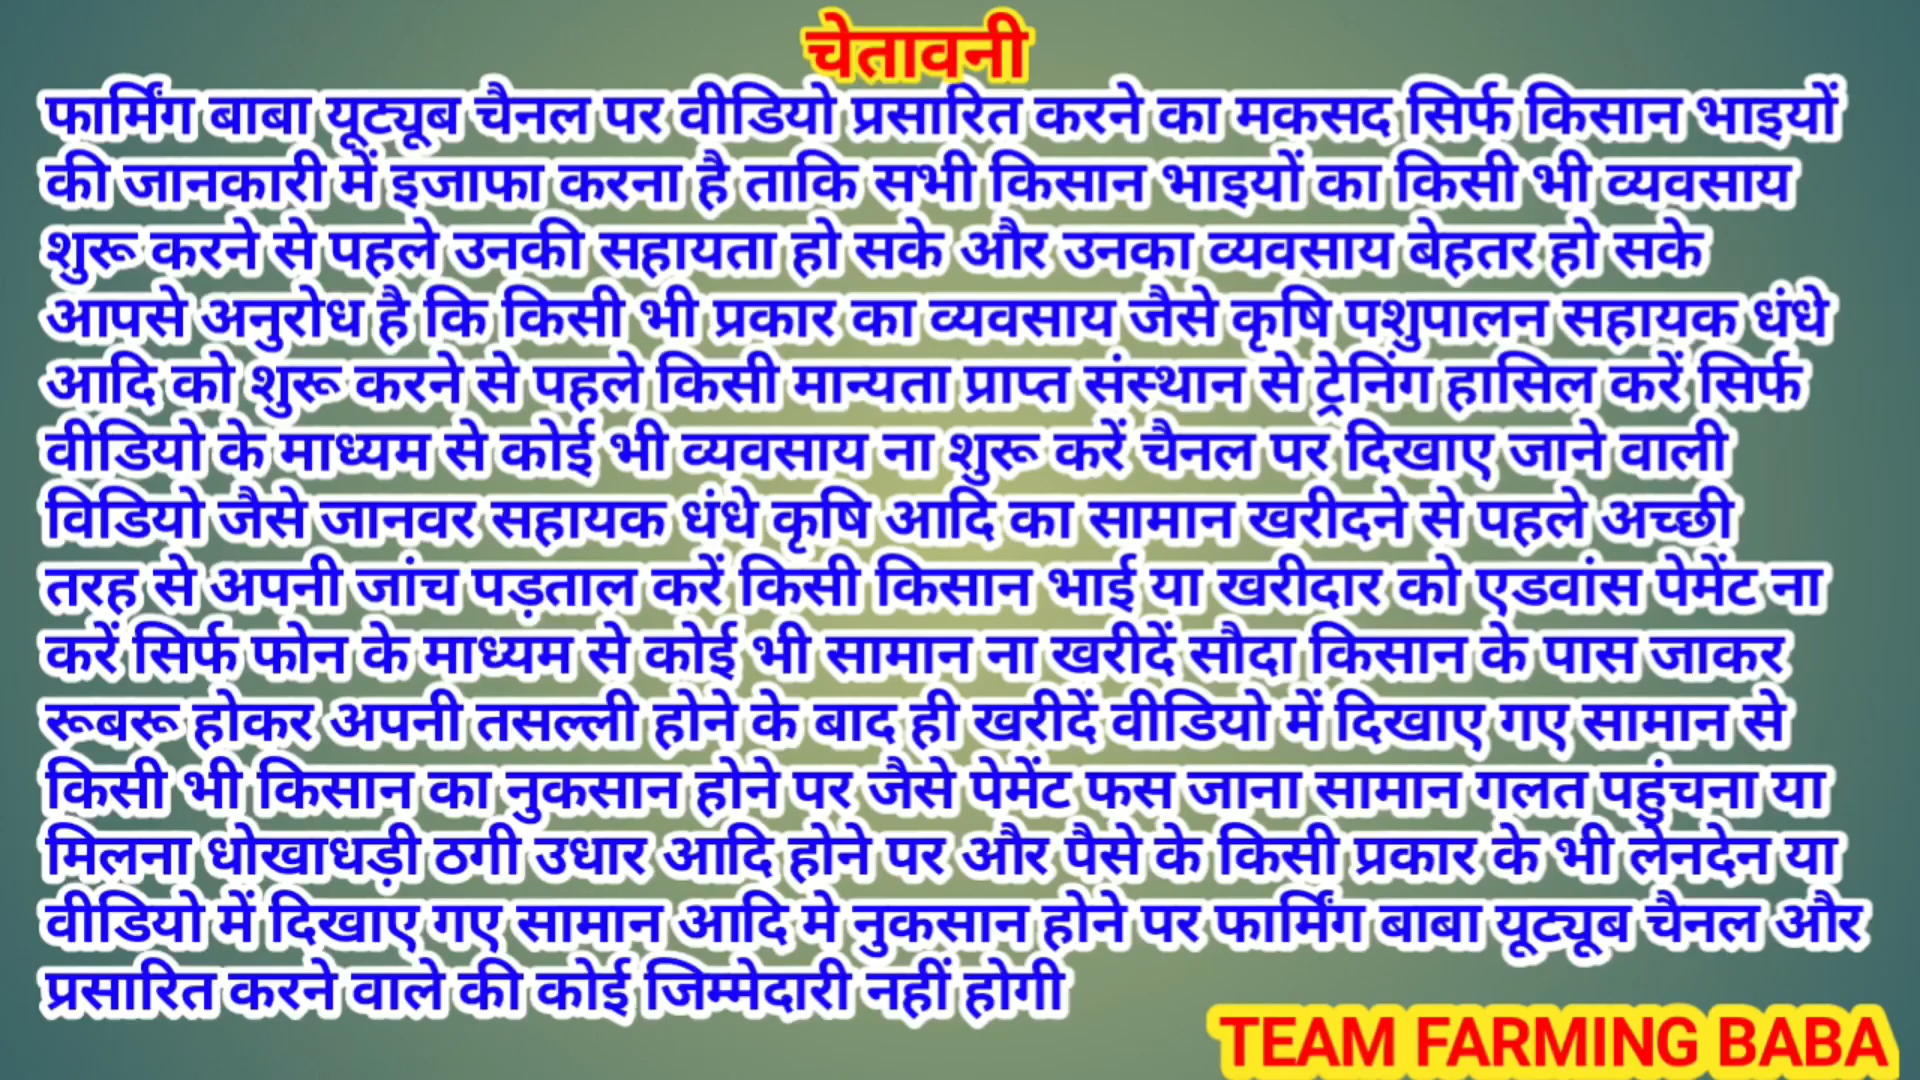 चेतावनी
फार्मिंग बाबा यूट्यूब चैनल पर वीडियो प्रसारित करने का मकसद सिर्फ किसान भाइयों
की जानकारी में इजाफा करना है ताकि सभी किसान भाइयों का किसी भी व्यवसाय
शुरू करने से पहले उनकी सहायता हो सके और उनका व्यवसाय बेहतर हो सके
आपसे अनुरोध है कि किसी भी प्रकार का व्यवसाय जैसे कृषि पशुपालन सहायक धंधे
आदि को शुरू करने से पहले किसी मान्यता प्राप्त संस्थान से ट्रेनिंग हासिल करें सिर्फ
वीडियो के माध्यम से कोई भी व्यवसाय ना शुरू करें चैनल पर दिखाए जाने वाली
विडियो जैसे जानवर सहायक धंधे कृषि आदि का सामान खरीदने से पहले अच्छी
तरह से अपनी जांच पड़ताल करें किसी किसान भाई या खरीदार को एडवांस पेमेंट ना
करें सिर्फ फोन के माध्यम से कोई भी सामान ना खरीदें सौदा किसान के पास जाकर
रूबरू होकर अपनी तसल्ली होने के बाद ही खरीदें वीडियो में दिखाए गए सामान से
किसी भी किसान का नुकसान होने पर जैसे पेमेंट फस जाना सामान गलत पहुंचना या
मिलना धोखाधड़ी ठगी उधार आदि होने पर और पैसे के किसी प्रकार के भी लेनदेन या
वीडियो में दिखाए गए सामान आदि मे नुकसान होने पर फार्मिंग बाबा यूट्यूब चैनल और
प्रसारित करने वाले की कोई जिम्मेदारी नहीं होगी
TEAM FARMING BABA